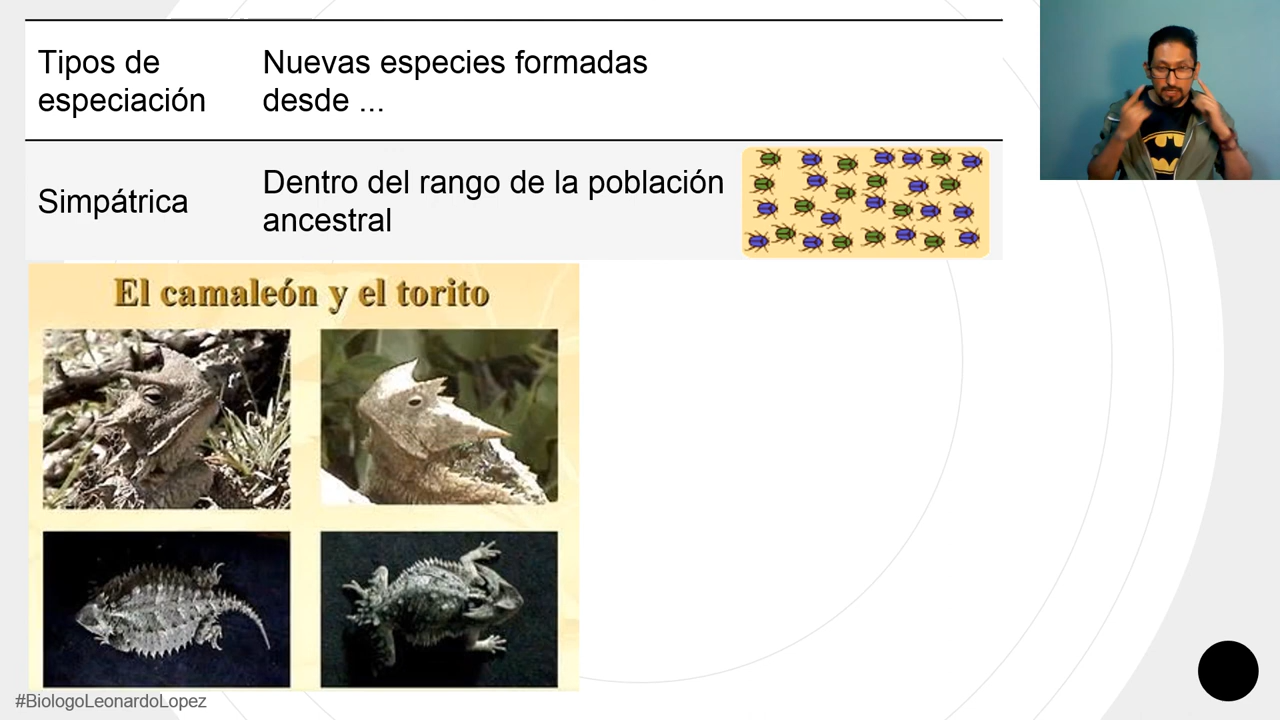 Tipos de
especiación
Nuevas especies formadas
desde ...
Simpátrica
Dentro del rango de la población
ancestral
El camaleón y el torito
#BiologoLeonardoLopez